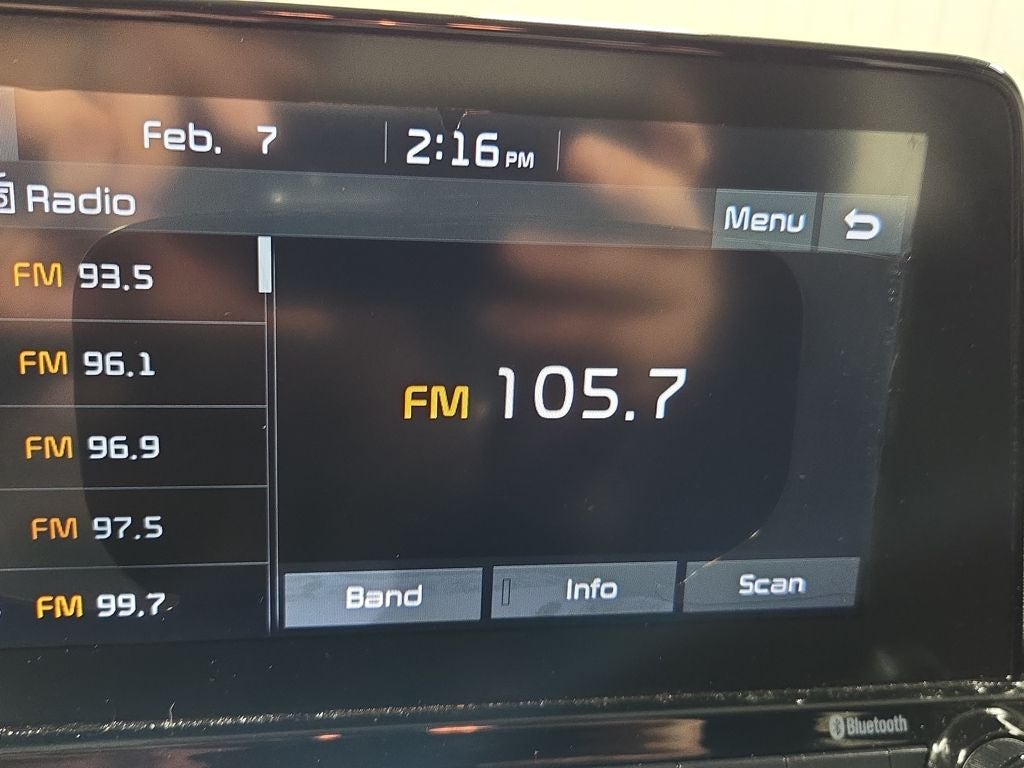 Feb. 7 2:16 PM
Radio Menu
FM 93.5
FM 96.1
FM 96.9
FM 97.5
FM 99.7
FM 105.7
Band Info Scan
Bluetooth